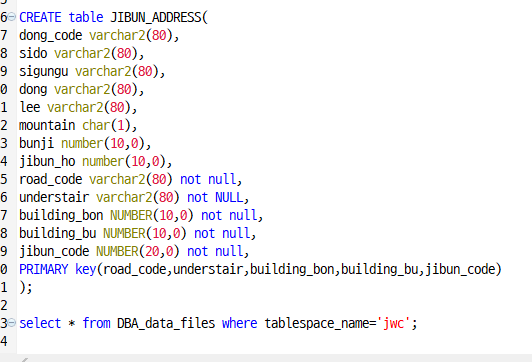 6 CREATE table JIBUN_ADDRESS(
7 dong_code varchar2(80),
8 sido varchar2(80),
9 sigungu varchar2(80),
0 dong varchar2(80),
1 lee varchar2(80),
2 mountain char(1),
3 bunji number(10,0),
4 jibun_ho number(10,0),
5 road_code varchar2(80) not null,
6 understair varchar2(80) not NULL,
7 building_bon NUMBER(10,0) not null,
8 building_bu NUMBER(10,0) not null,
9 jibun_code NUMBER(20,0) not null,
0 PRIMARY key(road_code,understair,building_bon,building_bu,jibun_code)
1 );
2
3 select * from DBA_data_files where tablespace_name='jwc';
4